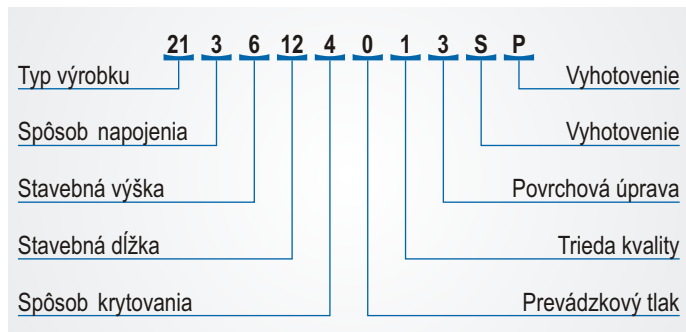 21 3 6 12 4 0 1 3 S P
Typ výrobku Vyhotovenie
Spôsob napojenia Vyhotovenie
Stavebná výška Povrchová úprava
Stavebná dĺžka Trieda kvality
Spôsob krytovania Prevádzkový tlak